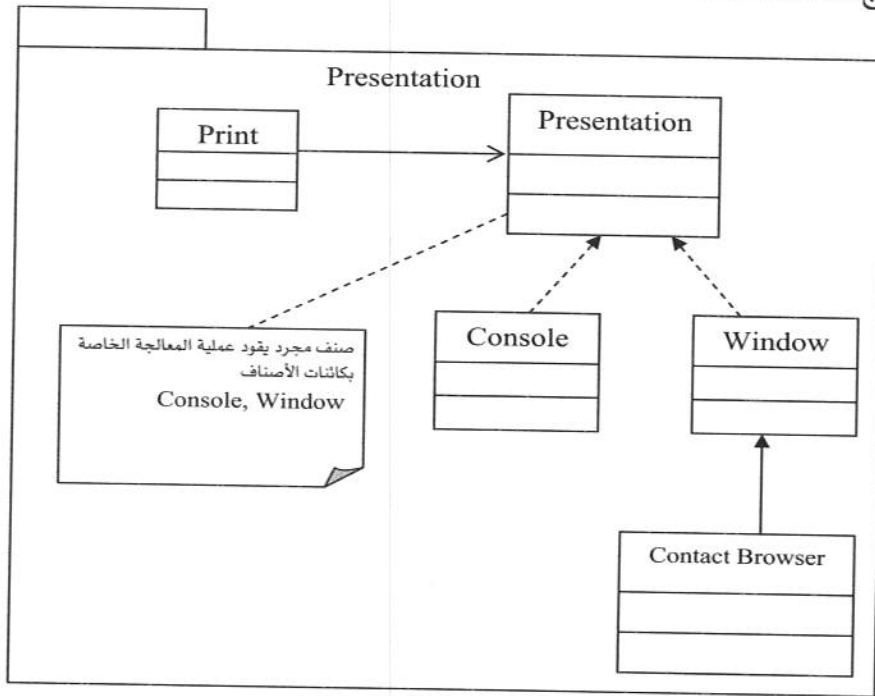 Presentation
Print
Presentation
صنف مجرد يقود عملية المعالجة الخاصة
بكائنات الأصناف
Console, Window
Console
Window
Contact Browser